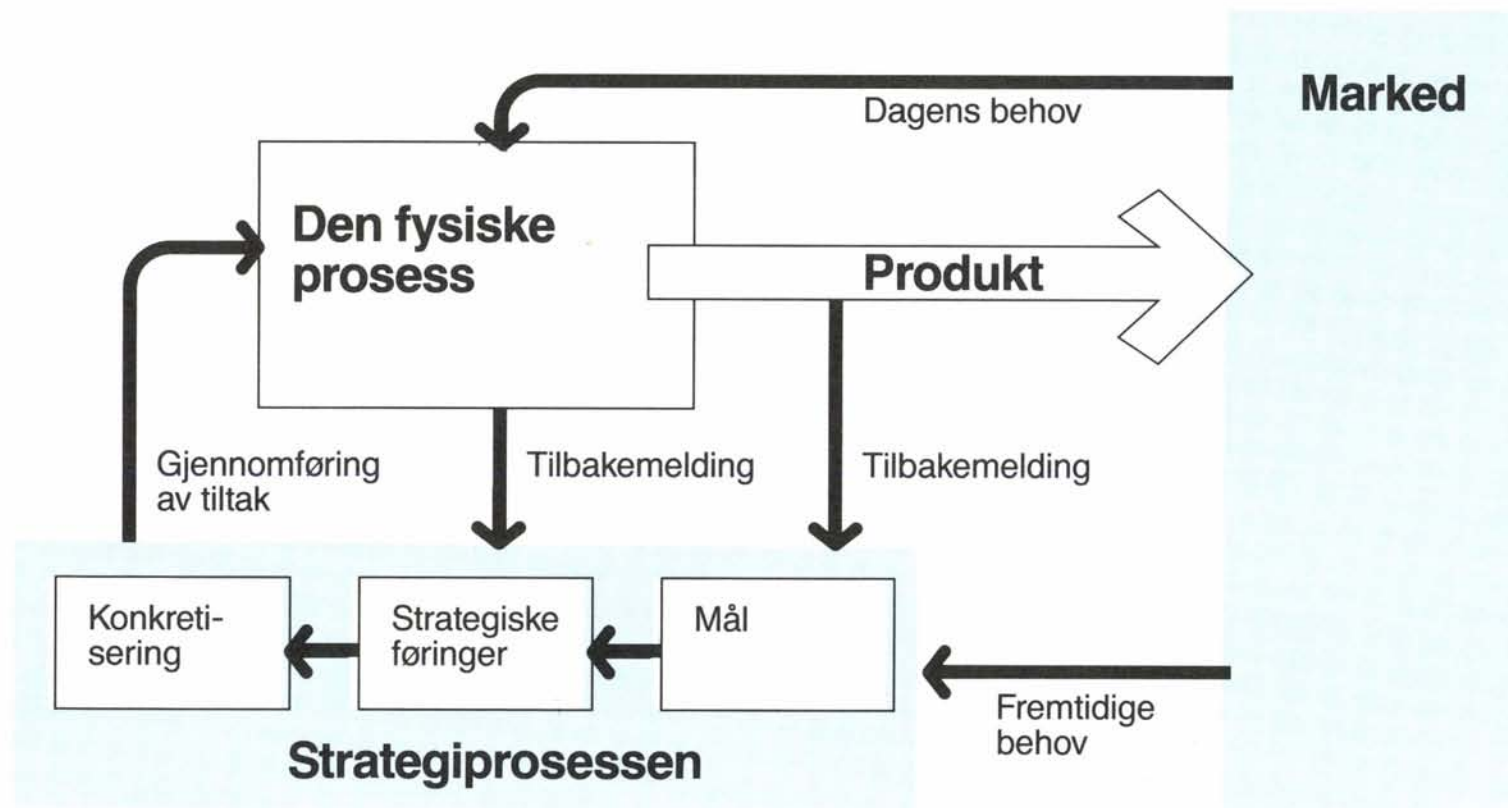 Marked
Dagens behov
Den fysiske
prosess
Produkt
Gjennomføring
av tiltak
Tilbakemelding
Tilbakemelding
Konkreti-
sering
Strategiske
føringer
Mål
Fremtidige
behov
Strategiprosessen